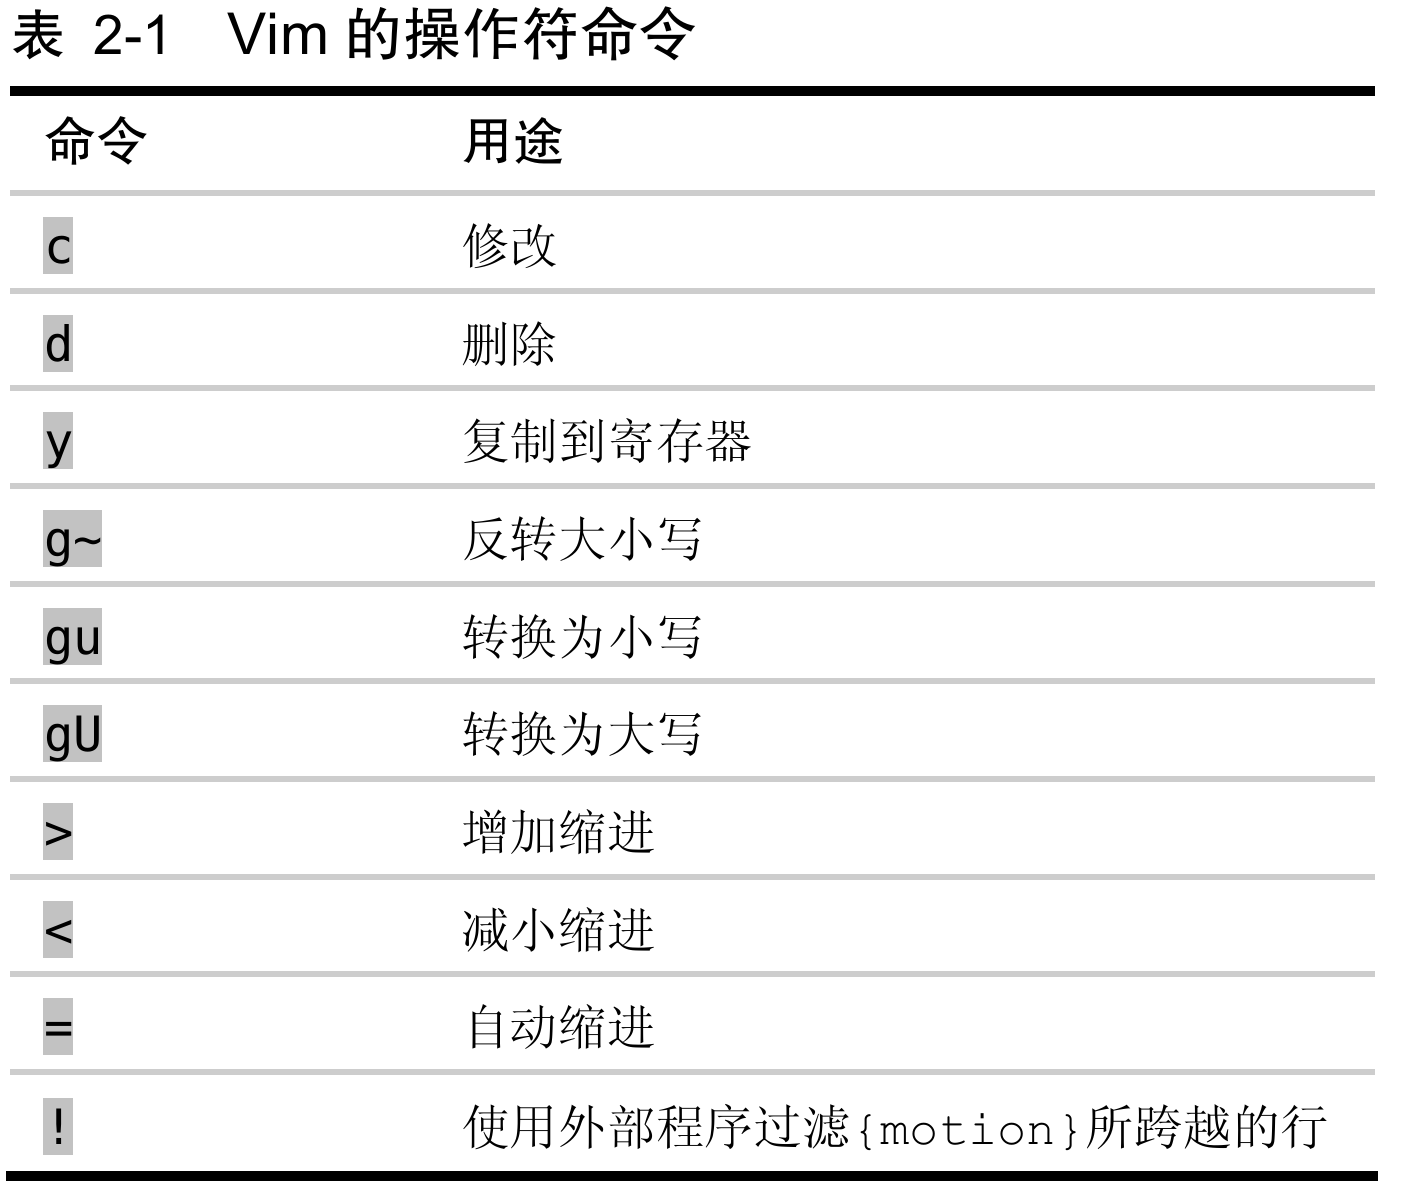 表 2-1 Vim 的操作符命令
命令 用途
c 修改
d 删除
y 复制到寄存器
g~ 反转大小写
gu 转换为小写
gU 转换为大写
> 增加缩进
< 减小缩进
= 自动缩进
! 使用外部程序过滤{motion}所跨越的行